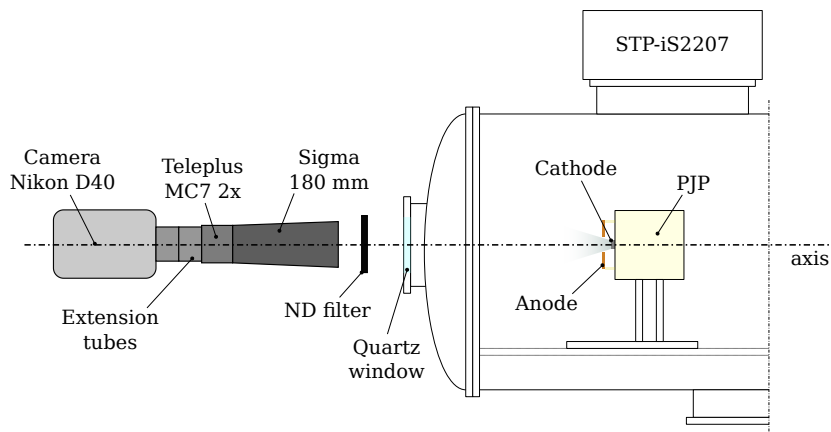 STP-iS2207
Camera
Nikon D40
Teleplus
MC7 2x
Sigma
180 mm
Cathode
PJP
axis
Anode
ND filter
Extension
tubes
Quartz
window